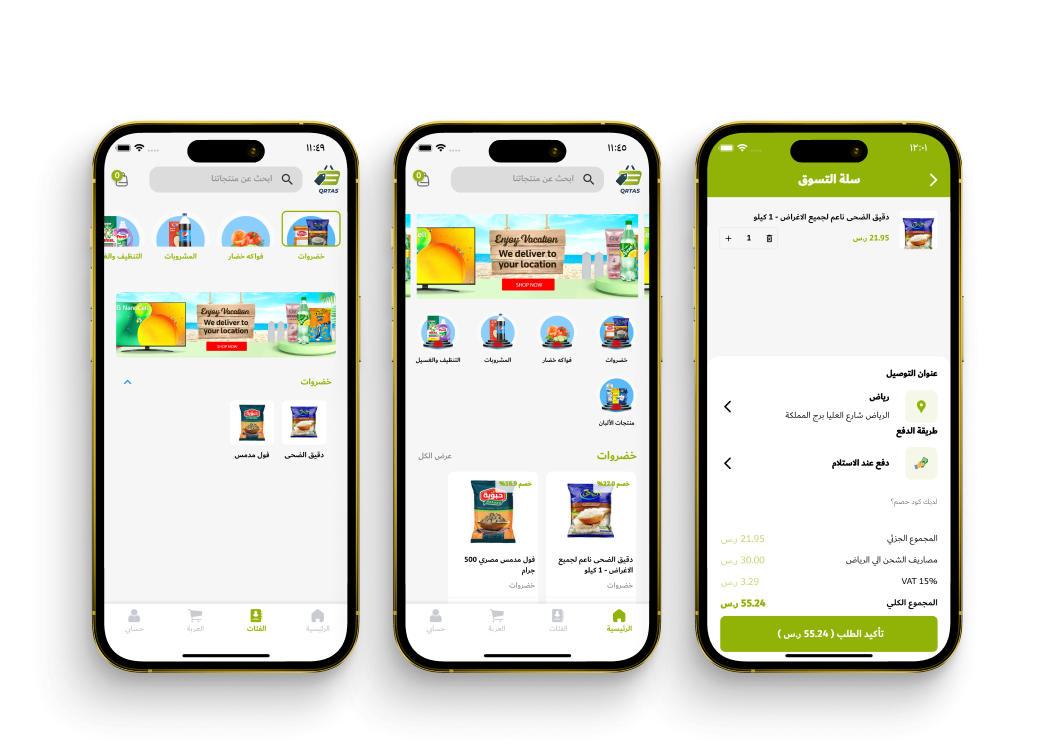 ١١:٤٩
ابحث عن منتجاتنا
QRTAS
0
خضروات
فواكه خضار
المشروبات
التنظيف والغ
Enjoy Vacation
We deliver to
your location
SHOP NOW
خضروات
دقيق الضحى
فول مدمس
الرئيسية
الفئات
العربة
حسابي
١١:٤٥
ابحث عن منتجاتنا
QRTAS
0
Enjoy Vacation
We deliver to
your location
SHOP NOW
خضروات
فواكه خضار
المشروبات
التنظيف والغسيل
منتجات الألبان
خضروات
عرض الكل
خصم 22.0%
دقيق الضحى ناعم لجميع
الاغراض - 1 كيلو
خضروات
خصم 16.9%
حبوبة
فول مدمس مصري 500
جرام
خضروات
الرئيسية
الفئات
العربة
حسابي
١٢:٠١
سلة التسوق
دقيق الضحى ناعم لجميع الاغراض - 1 كيلو
21.95 ر.س
+ 1
عنوان التوصيل
رياض
الرياض شارع العليا برج المملكة
طريقة الدفع
دفع عند الاستلام
لديك كود خصم؟
المجموع الجزئي 21.95 ر.س
مصاريف الشحن الي الرياض 30.00 ر.س
VAT 15% 3.29 ر.س
المجموع الكلي 55.24 ر.س
تأكيد الطلب ( 55.24 ر.س )